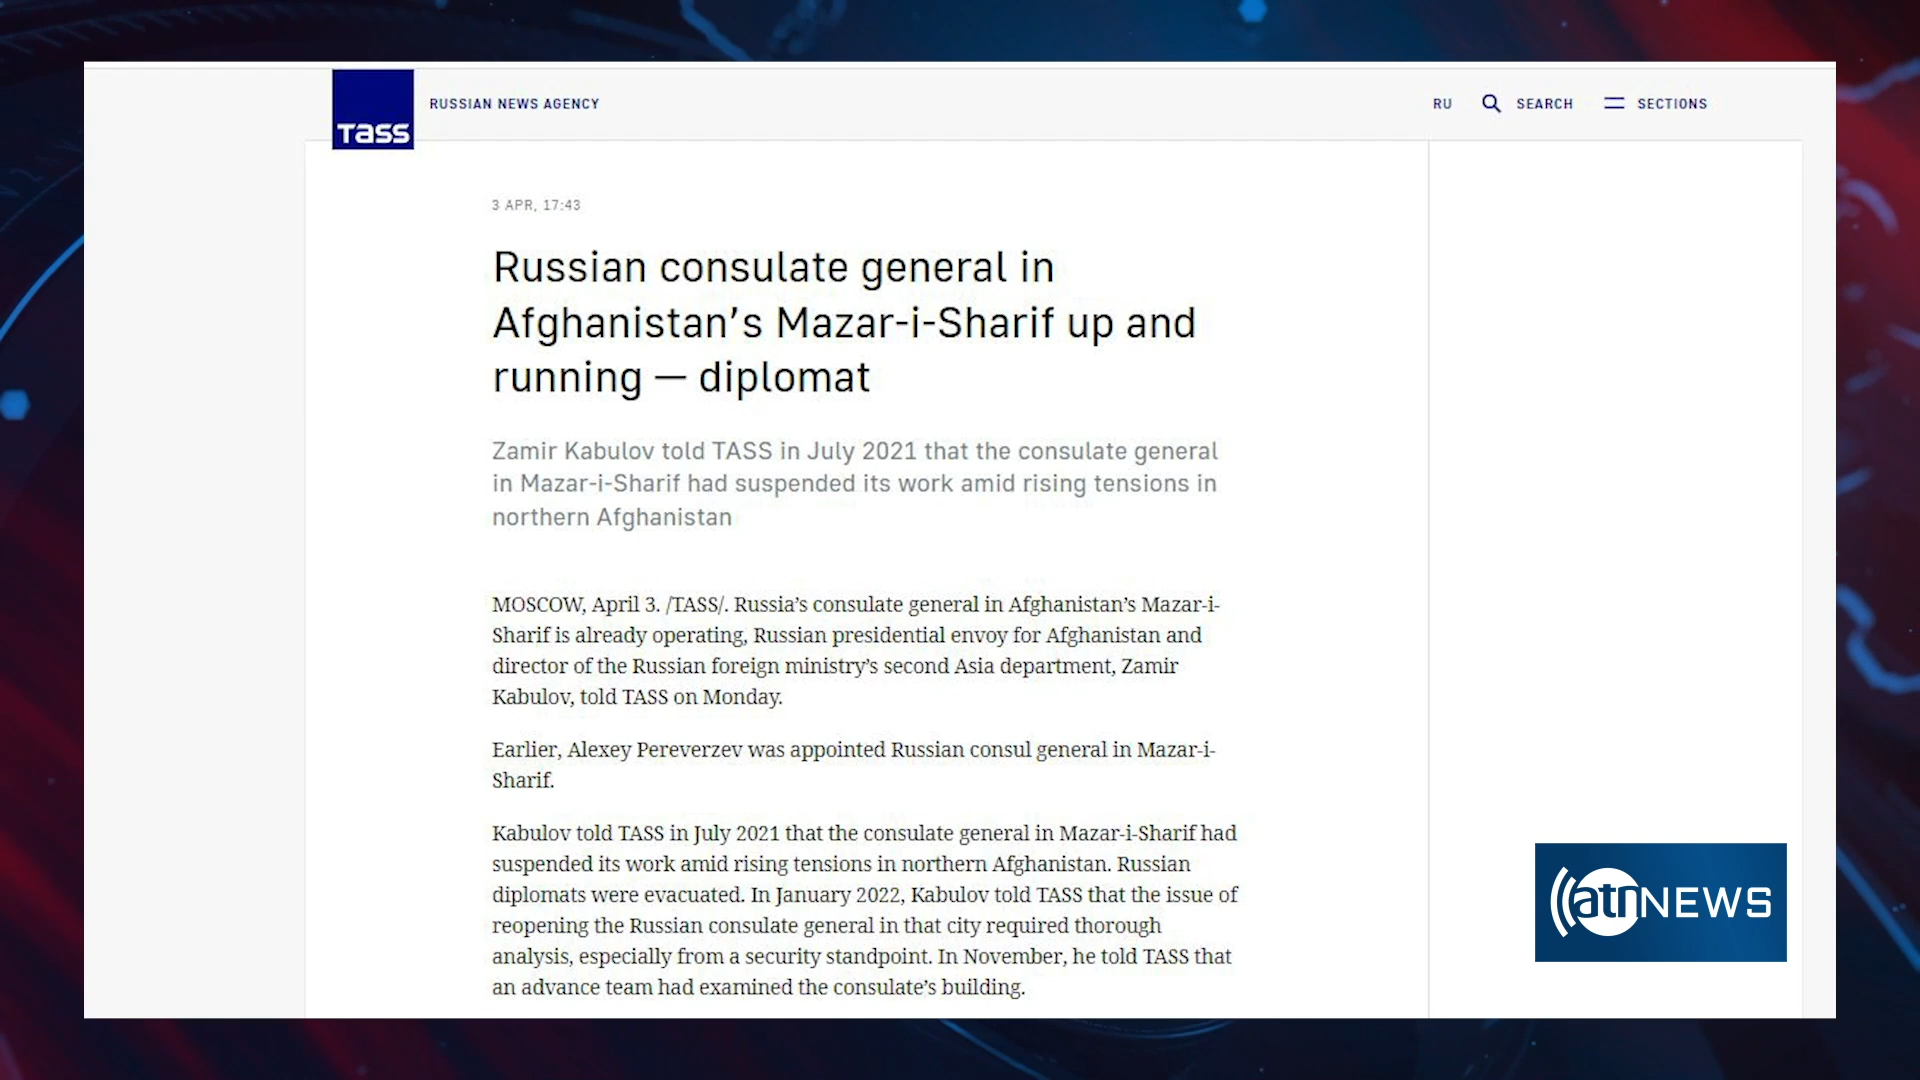 Tass
RUSSIAN NEWS AGENCY
RU
SEARCH
SECTIONS
3 APR, 17:43
Russian consulate general in
Afghanistan’s Mazar-i-Sharif up and
running — diplomat
Zamir Kabulov told TASS in July 2021 that the consulate general
in Mazar-i-Sharif had suspended its work amid rising tensions in
northern Afghanistan
MOSCOW, April 3. /TASS/. Russia’s consulate general in Afghanistan’s Mazar-i-
Sharif is already operating, Russian presidential envoy for Afghanistan and
director of the Russian foreign ministry’s second Asia department, Zamir
Kabulov, told TASS on Monday.
Earlier, Alexey Pereverzev was appointed Russian consul general in Mazar-i-
Sharif.
Kabulov told TASS in July 2021 that the consulate general in Mazar-i-Sharif had
suspended its work amid rising tensions in northern Afghanistan. Russian
diplomats were evacuated. In January 2022, Kabulov told TASS that the issue of
reopening the Russian consulate general in that city required thorough
analysis, especially from a security standpoint. In November, he told TASS that
an advance team had examined the consulate’s building.
atn NEWS